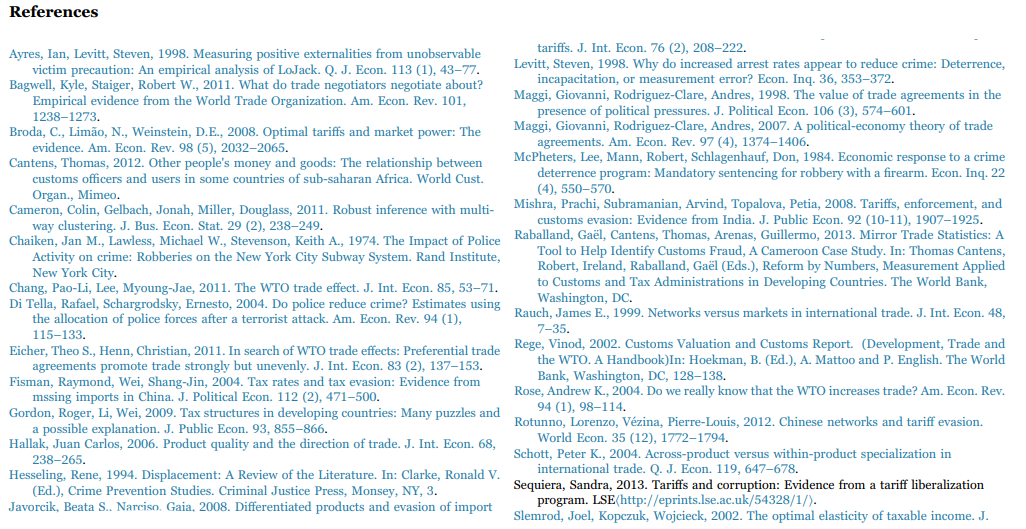 References
Ayres, Ian, Levitt, Steven, 1998. Measuring positive externalities from unobservable
victim precaution: An empirical analysis of LoJack. Q. J. Econ. 113 (1), 43–77.
Bagwell, Kyle, Staiger, Robert W., 2011. What do trade negotiators negotiate about?
Empirical evidence from the World Trade Organization. Am. Econ. Rev. 101,
1238–1273.
Broda, C., Limão, N., Weinstein, D.E., 2008. Optimal tariffs and market power: The
evidence. Am. Econ. Rev. 98 (5), 2032–2065.
Cantens, Thomas, 2012. Other people's money and goods: The relationship between
customs officers and users in some countries of sub-saharan Africa. World Cust.
Organ., Mimeo.
Cameron, Colin, Gelbach, Jonah, Miller, Douglass, 2011. Robust inference with multi-
way clustering. J. Bus. Econ. Stat. 29 (2), 238–249.
Chaiken, Jan M., Lawless, Michael W., Stevenson, Keith A., 1974. The Impact of Police
Activity on crime: Robberies on the New York City Subway System. Rand Institute,
New York City.
Chang, Pao-Li, Lee, Myoung-Jae, 2011. The WTO trade effect. J. Int. Econ. 85, 53–71.
Di Tella, Rafael, Schargrodsky, Ernesto, 2004. Do police reduce crime? Estimates using
the allocation of police forces after a terrorist attack. Am. Econ. Rev. 94 (1),
115–133.
Eicher, Theo S., Henn, Christian, 2011. In search of WTO trade effects: Preferential trade
agreements promote trade strongly but unevenly. J. Int. Econ. 83 (2), 137–153.
Fisman, Raymond, Wei, Shang-Jin, 2004. Tax rates and tax evasion: Evidence from
mssing imports in China. J. Political Econ. 112 (2), 471–500.
Gordon, Roger, Li, Wei, 2009. Tax structures in developing countries: Many puzzles and
a possible explanation. J. Public Econ. 93, 855–866.
Hallak, Juan Carlos, 2006. Product quality and the direction of trade. J. Int. Econ. 68,
238–265.
Hesseling, Rene, 1994. Displacement: A Review of the Literature. In: Clarke, Ronald V.
(Ed.), Crime Prevention Studies. Criminal Justice Press, Monsey, NY, 3.
Javorcik, Beata S., Narciso, Gaia, 2008. Differentiated products and evasion of import
tariffs. J. Int. Econ. 76 (2), 208–222.
Levitt, Steven, 1998. Why do increased arrest rates appear to reduce crime: Deterrence,
incapacitation, or measurement error? Econ. Inq. 36, 353–372.
Maggi, Giovanni, Rodriguez-Clare, Andres, 1998. The value of trade agreements in the
presence of political pressures. J. Political Econ. 106 (3), 574–601.
Maggi, Giovanni, Rodriguez-Clare, Andres, 2007. A political-economy theory of trade
agreements. Am. Econ. Rev. 97 (4), 1374–1406.
McPheters, Lee, Mann, Robert, Schlagenhauf, Don, 1984. Economic response to a crime
deterrence program: Mandatory sentencing for robbery with a firearm. Econ. Inq. 22
(4), 550–570.
Mishra, Prachi, Subramanian, Arvind, Topalova, Petia, 2008. Tariffs, enforcement, and
customs evasion: Evidence from India. J. Public Econ. 92 (10-11), 1907–1925.
Raballand, Gaël, Cantens, Thomas, Arenas, Guillermo, 2013. Mirror Trade Statistics: A
Tool to Help Identify Customs Fraud, A Cameroon Case Study. In: Thomas Cantens,
Robert, Ireland, Raballand, Gaël (Eds.), Reform by Numbers, Measurement Applied
to Customs and Tax Administrations in Developing Countries. The World Bank,
Washington, DC.
Rauch, James E., 1999. Networks versus markets in international trade. J. Int. Econ. 48,
7–35.
Rege, Vinod, 2002. Customs Valuation and Customs Report. (Development, Trade and
the WTO. A Handbook)In: Hoekman, B. (Ed.), A. Mattoo and P. English. The World
Bank, Washington, DC, 128–138.
Rose, Andrew K., 2004. Do we really know that the WTO increases trade? Am. Econ. Rev.
94 (1), 98–114.
Rotunno, Lorenzo, Vézina, Pierre-Louis, 2012. Chinese networks and tariff evasion.
World Econ. 35 (12), 1772–1794.
Schott, Peter K., 2004. Across-product versus within-product specialization in
international trade. Q. J. Econ. 119, 647–678.
Sequiera, Sandra, 2013. Tariffs and corruption: Evidence from a tariff liberalization
program. LSE⟨http://eprints.lse.ac.uk/54328/1/⟩.
Slemrod, Joel, Kopczuk, Wojcieck, 2002. The optimal elasticity of taxable income. J.